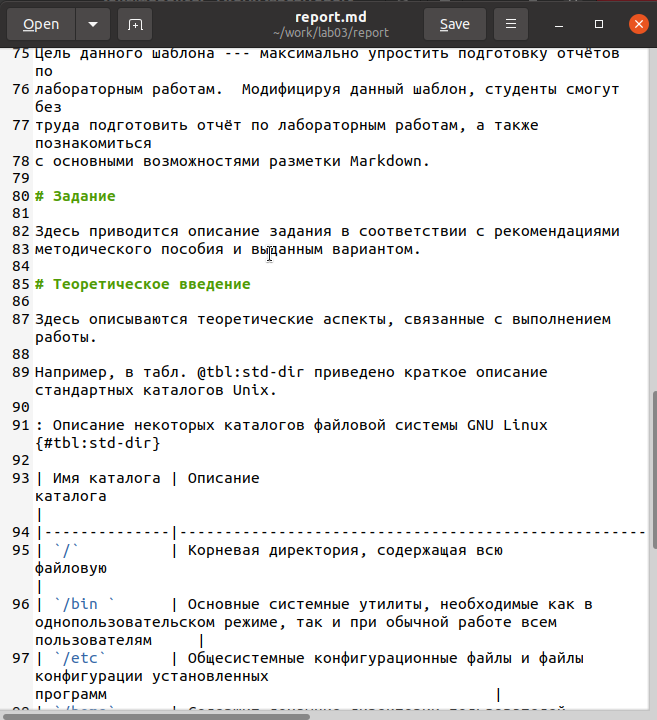 Open
report.md
~/work/lab03/report
Save
75 Цель данного шаблона --- максимально упростить подготовку отчётов
по
76 лабораторным работам.  Модифицируя данный шаблон, студенты смогут
без
77 труда подготовить отчёт по лабораторным работам, а также
познакомиться
78 с основными возможностями разметки Markdown.
79
80 # Задание
81
82 Здесь приводится описание задания в соответствии с рекомендациями
83 методического пособия и выданным вариантом.
84
85 # Теоретическое введение
86
87 Здесь описываются теоретические аспекты, связанные с выполнением
работы.
88
89 Например, в табл. @tbl:std-dir приведено краткое описание
стандартных каталогов Unix.
90
91 : Описание некоторых каталогов файловой системы GNU Linux
{#tbl:std-dir}
92
93 | Имя каталога | Описание
каталога
|
94 |--------------|----------------------------------------------------
95 | `/`          | Корневая директория, содержащая всю
файловую
|
96 | `/bin `      | Основные системные утилиты, необходимые как в
однопользовательском режиме, так и при обычной работе всем
пользователям     |
97 | `/etc`       | Общесистемные конфигурационные файлы и файлы
конфигурации установленных
программ                                           |